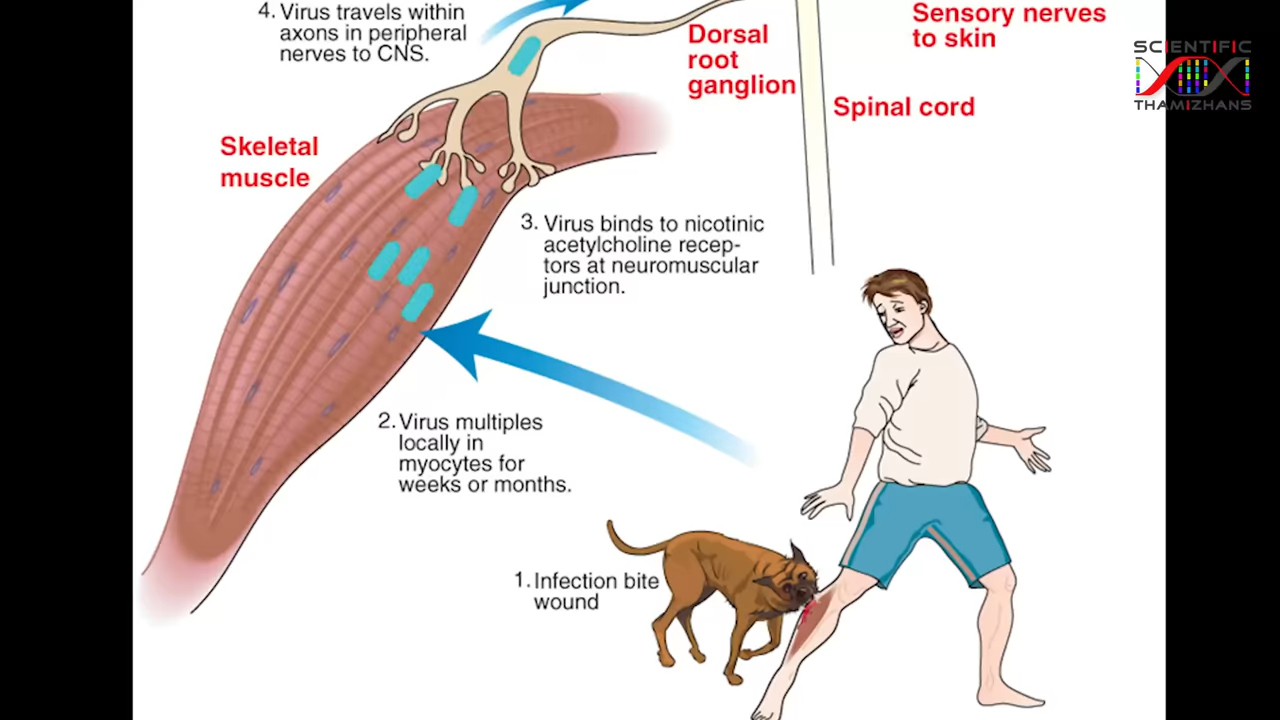 4. Virus travels within
axons in peripheral
nerves to CNS.
Dorsal
root
ganglion
Sensory nerves
to skin
SCIENTIFIC
THAMIZHANS
Spinal cord
Skeletal
muscle
3. Virus binds to nicotinic
acetylcholine recep-
tors at neuromuscular
junction.
2. Virus multiples
locally in
myocytes for
weeks or months.
1. Infection bite
wound